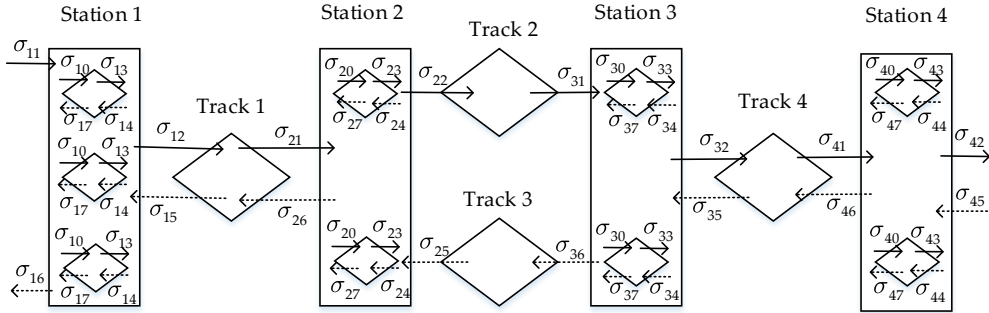 Station 1
Station 2
Track 2
Station 3
Station 4
σ11
σ10 σ13
σ17 σ14
σ20 σ23
σ27 σ24
σ22
σ31
σ30 σ33
σ37 σ34
σ40 σ43
σ47 σ44
Track 1
Track 4
σ10 σ13
σ17 σ14
σ12
σ21
σ32
σ41
σ42
σ15
σ26
σ35
σ46
σ45
Track 3
σ10 σ13
σ17 σ14
σ16
σ20 σ23
σ27 σ24
σ25
σ36
σ30 σ33
σ37 σ34
σ40 σ43
σ47 σ44